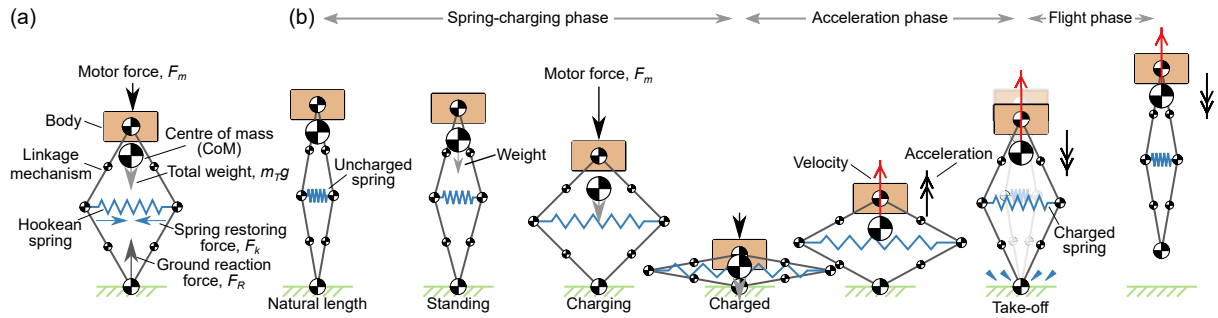 (a)
Motor force, Fm
Body
Centre of mass
(CoM)
Linkage
mechanism
Total weight, mTg
Hookean
spring
Spring restoring
force, Fk
Ground reaction
force, FR
(b)
Spring-charging phase
Acceleration phase
Flight phase
Uncharged
spring
Natural length
Weight
Standing
Motor force, Fm
Charging
Charged
Velocity
Acceleration
Charged
spring
Take-off